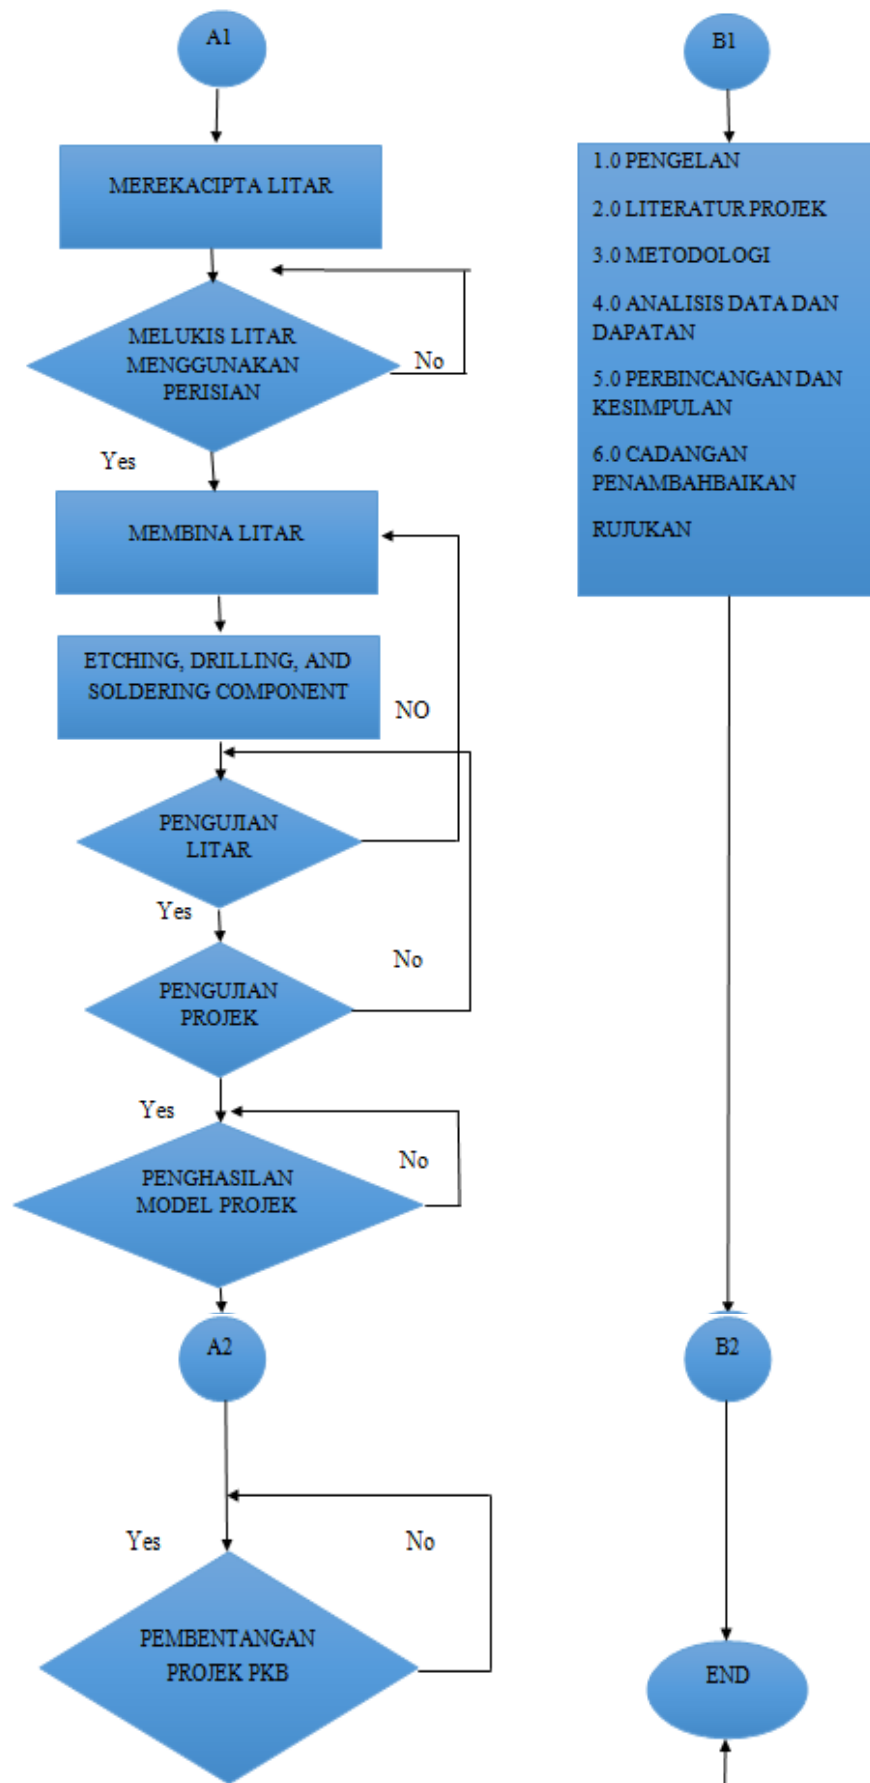 A1
MEREKACIPTA LITAR
MELUKIS LITAR
MENGGUNAKAN
PERISIAN
No
Yes
MEMBINA LITAR
ETCHING, DRILLING, AND
SOLDERING COMPONENT
NO
PENGUJIAN
LITAR
Yes
No
PENGUJIAN
PROJEK
Yes
No
PENGHASILAN
MODEL PROJEK
A2
Yes
No
PEMBENTANGAN
PROJEK PKB
B1
1.0 PENGELAN
2.0 LITERATUR PROJEK
3.0 METODOLOGI
4.0 ANALISIS DATA DAN
DAPATAN
5.0 PERBINCANGAN DAN
KESIMPULAN
6.0 CADANGAN
PENAMBAHBAIKAN
RUJUKAN
B2
END